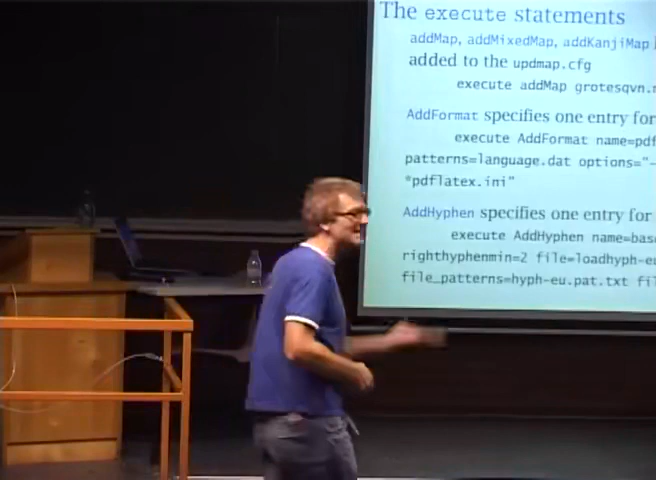 The execute statements
addMap, addMixedMap, addKanjiMap
added to the updmap.cfg
execute addMap grotesqvn.
AddFormat specifies one entry for
execute AddFormat name=pdf
patterns=language.dat options="-
*pdflatex.ini"
AddHyphen specifies one entry for
execute AddHyphen name=bas
righthyphenmin=2 file=loadhyph-eu
file_patterns=hyph-eu.pat.txt fil